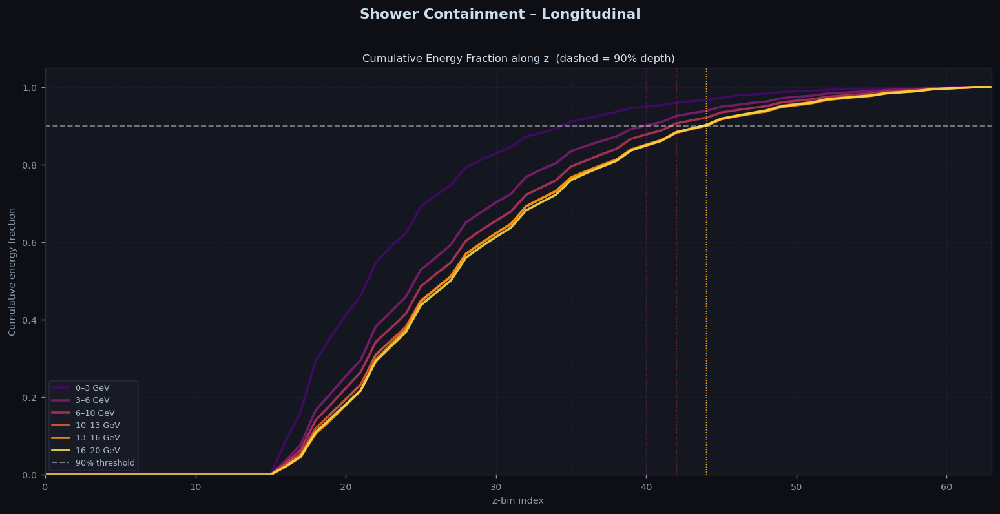 Shower Containment – Longitudinal
Cumulative Energy Fraction along z  (dashed = 90% depth)
Cumulative energy fraction
1.0
0.8
0.6
0.4
0.2
0.0
0–3 GeV
3–6 GeV
6–10 GeV
10–13 GeV
13–16 GeV
16–20 GeV
90% threshold
0 10 20 30 40 50 60
z-bin index